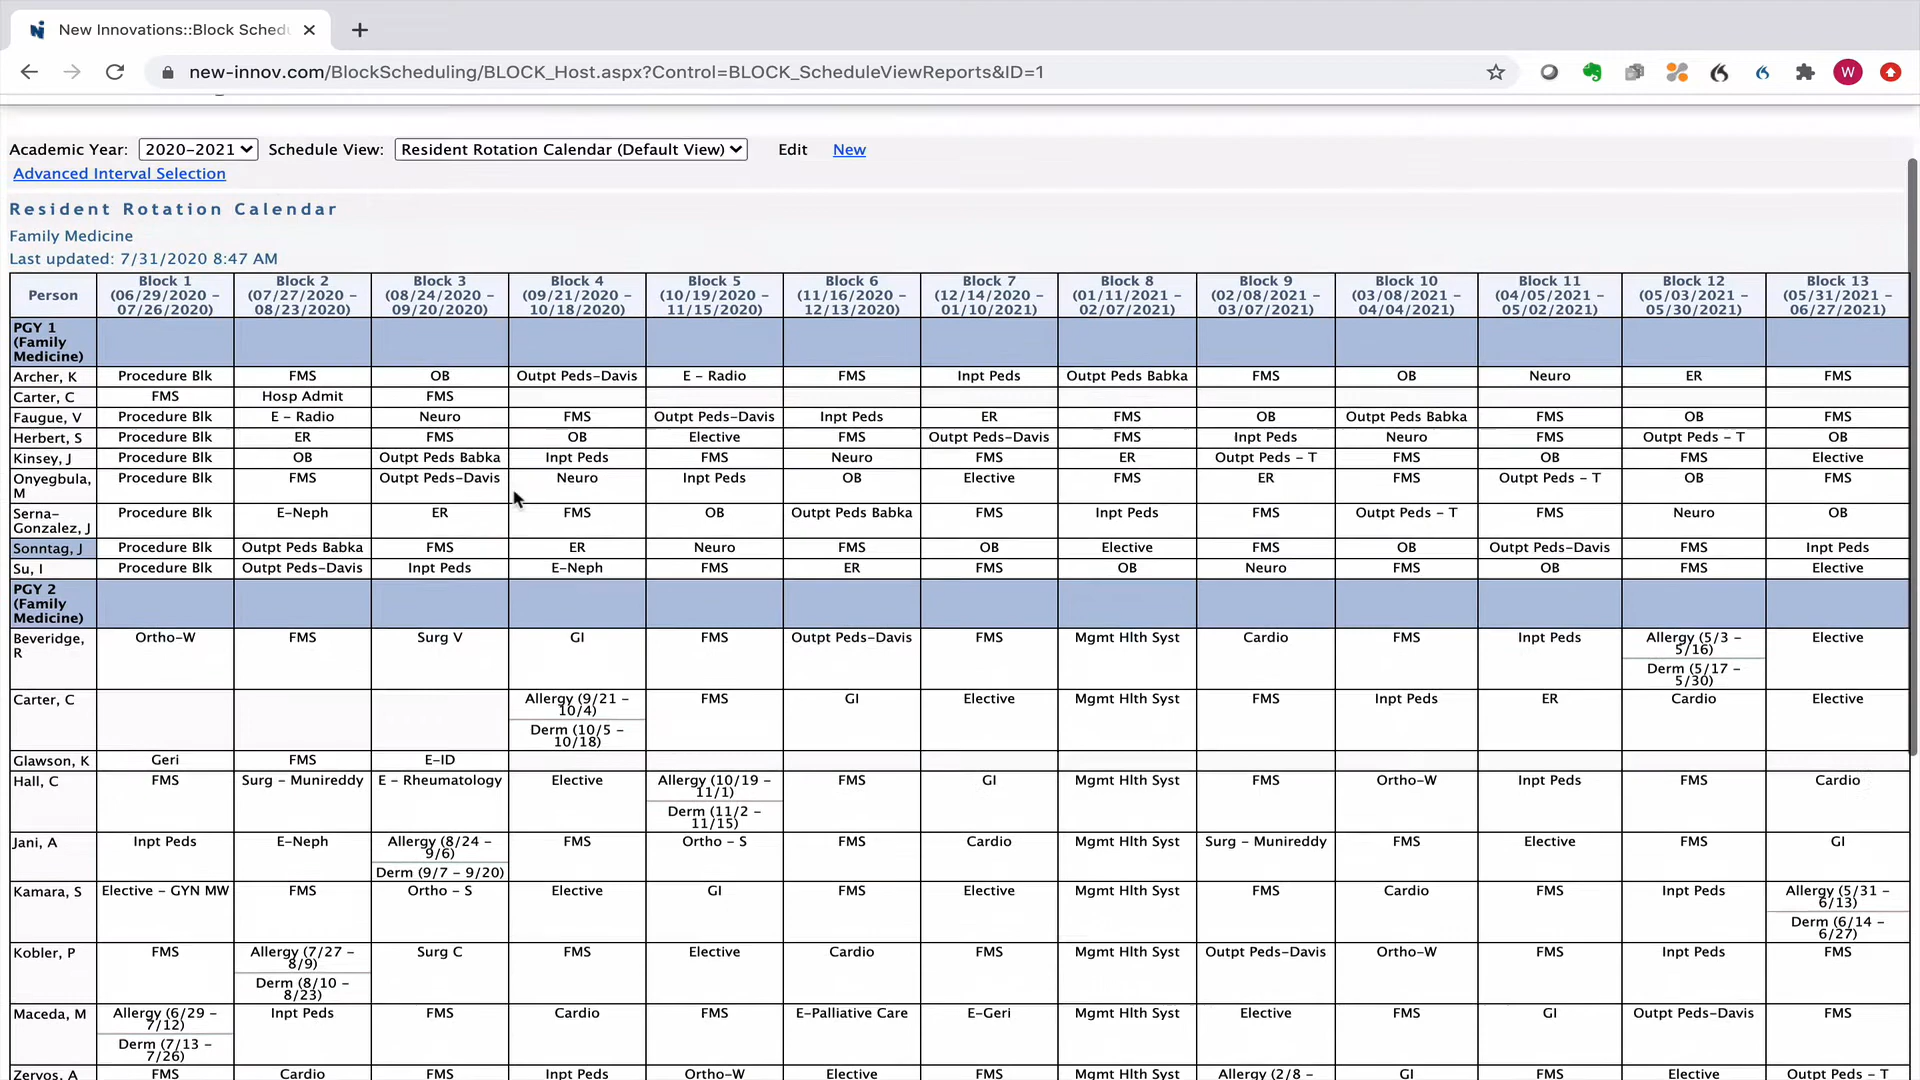 New Innovations::Block Sched
new-innov.com/BlockScheduling/BLOCK_Host.aspx?Control=BLOCK_ScheduleViewReports&ID=1
W
Academic Year: 2020-2021 Schedule View: Resident Rotation Calendar (Default View) Edit New
Advanced Interval Selection
Resident Rotation Calendar
Family Medicine
Last updated: 7/31/2020 8:47 AM
Person Block 1 (06/29/2020 - 07/26/2020) Block 2 (07/27/2020 - 08/23/2020) Block 3 (08/24/2020 - 09/20/2020) Block 4 (09/21/2020 - 10/18/2020) Block 5 (10/19/2020 - 11/15/2020) Block 6 (11/16/2020 - 12/13/2020) Block 7 (12/14/2020 - 01/10/2021) Block 8 (01/11/2021 - 02/07/2021) Block 9 (02/08/2021 - 03/07/2021) Block 10 (03/08/2021 - 04/04/2021) Block 11 (04/05/2021 - 05/02/2021) Block 12 (05/03/2021 - 05/30/2021) Block 13 (05/31/2021 - 06/27/2021)
PGY 1 (Family Medicine)
Archer, K Procedure Blk FMS OB Outpt Peds-Davis E - Radio FMS Inpt Peds Outpt Peds Babka FMS OB Neuro ER FMS
Carter, C FMS Hosp Admit FMS
Faugue, V Procedure Blk E - Radio Neuro FMS Outpt Peds-Davis Inpt Peds ER FMS OB Outpt Peds Babka FMS OB FMS
Herbert, S Procedure Blk ER FMS OB Elective FMS Outpt Peds-Davis FMS Inpt Peds Neuro FMS Outpt Peds - T OB
Kinsey, J Procedure Blk OB Outpt Peds Babka Inpt Peds FMS Neuro FMS ER Outpt Peds - T FMS OB FMS Elective
Onyegbula, M Procedure Blk FMS Outpt Peds-Davis Neuro Inpt Peds OB Elective FMS ER FMS Outpt Peds - T OB FMS
Serna-Gonzalez, J Procedure Blk E-Neph ER FMS OB Outpt Peds Babka FMS Inpt Peds FMS Outpt Peds - T FMS Neuro OB
Sonntag, J Procedure Blk Outpt Peds Babka FMS ER Neuro FMS OB Elective FMS OB Outpt Peds-Davis FMS Inpt Peds
Su, I Procedure Blk Outpt Peds-Davis Inpt Peds E-Neph FMS ER FMS OB Neuro FMS OB FMS Elective
PGY 2 (Family Medicine)
Beveridge, R Ortho-W FMS Surg V GI FMS Outpt Peds-Davis FMS Mgmt Hlth Syst Cardio FMS Inpt Peds Allergy (5/3 - 5/16) Derm (5/17 - 5/30) Elective
Carter, C Allergy (9/21 - 10/4) Derm (10/5 - 10/18) FMS GI Elective Mgmt Hlth Syst FMS Inpt Peds ER Cardio Elective
Glawson, K Geri FMS E-ID
Hall, C FMS Surg - Munireddy E - Rheumatology Elective Allergy (10/19 - 11/1) Derm (11/2 - 11/15) FMS GI Mgmt Hlth Syst FMS Ortho-W Inpt Peds FMS Cardio
Jani, A Inpt Peds E-Neph Allergy (8/24 - 9/6) Derm (9/7 - 9/20) FMS Ortho - S FMS Cardio Mgmt Hlth Syst Surg - Munireddy FMS Elective FMS GI
Kamara, S Elective - GYN MW FMS Ortho - S Elective GI FMS Elective Mgmt Hlth Syst FMS Cardio FMS Inpt Peds Allergy (5/31 - 6/13) Derm (6/14 - 6/27)
Kobler, P FMS Allergy (7/27 - 8/9) Derm (8/10 - 8/23) Surg C FMS Elective Cardio FMS Mgmt Hlth Syst Outpt Peds-Davis Ortho-W FMS Inpt Peds FMS
Maceda, M Allergy (6/29 - 7/12) Derm (7/13 - 7/26) Inpt Peds FMS Cardio FMS E-Palliative Care E-Geri Mgmt Hlth Syst Elective FMS GI Outpt Peds-Davis FMS
Zervos, A FMS Cardio FMS Inpt Peds Ortho-W Elective FMS Mgmt Hlth Syst Allergy (2/8 - GI FMS Elective Outpt Peds - T